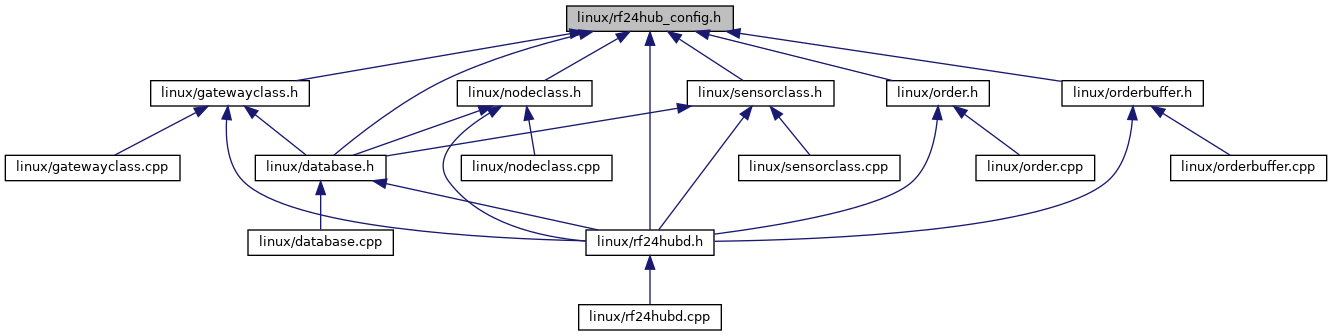 linux/rf24hub_config.h
linux/gatewayclass.h
linux/nodeclass.h
linux/sensorclass.h
linux/order.h
linux/orderbuffer.h
linux/gatewayclass.cpp
linux/database.h
linux/nodeclass.cpp
linux/sensorclass.cpp
linux/order.cpp
linux/orderbuffer.cpp
linux/database.cpp
linux/rf24hubd.h
linux/rf24hubd.cpp